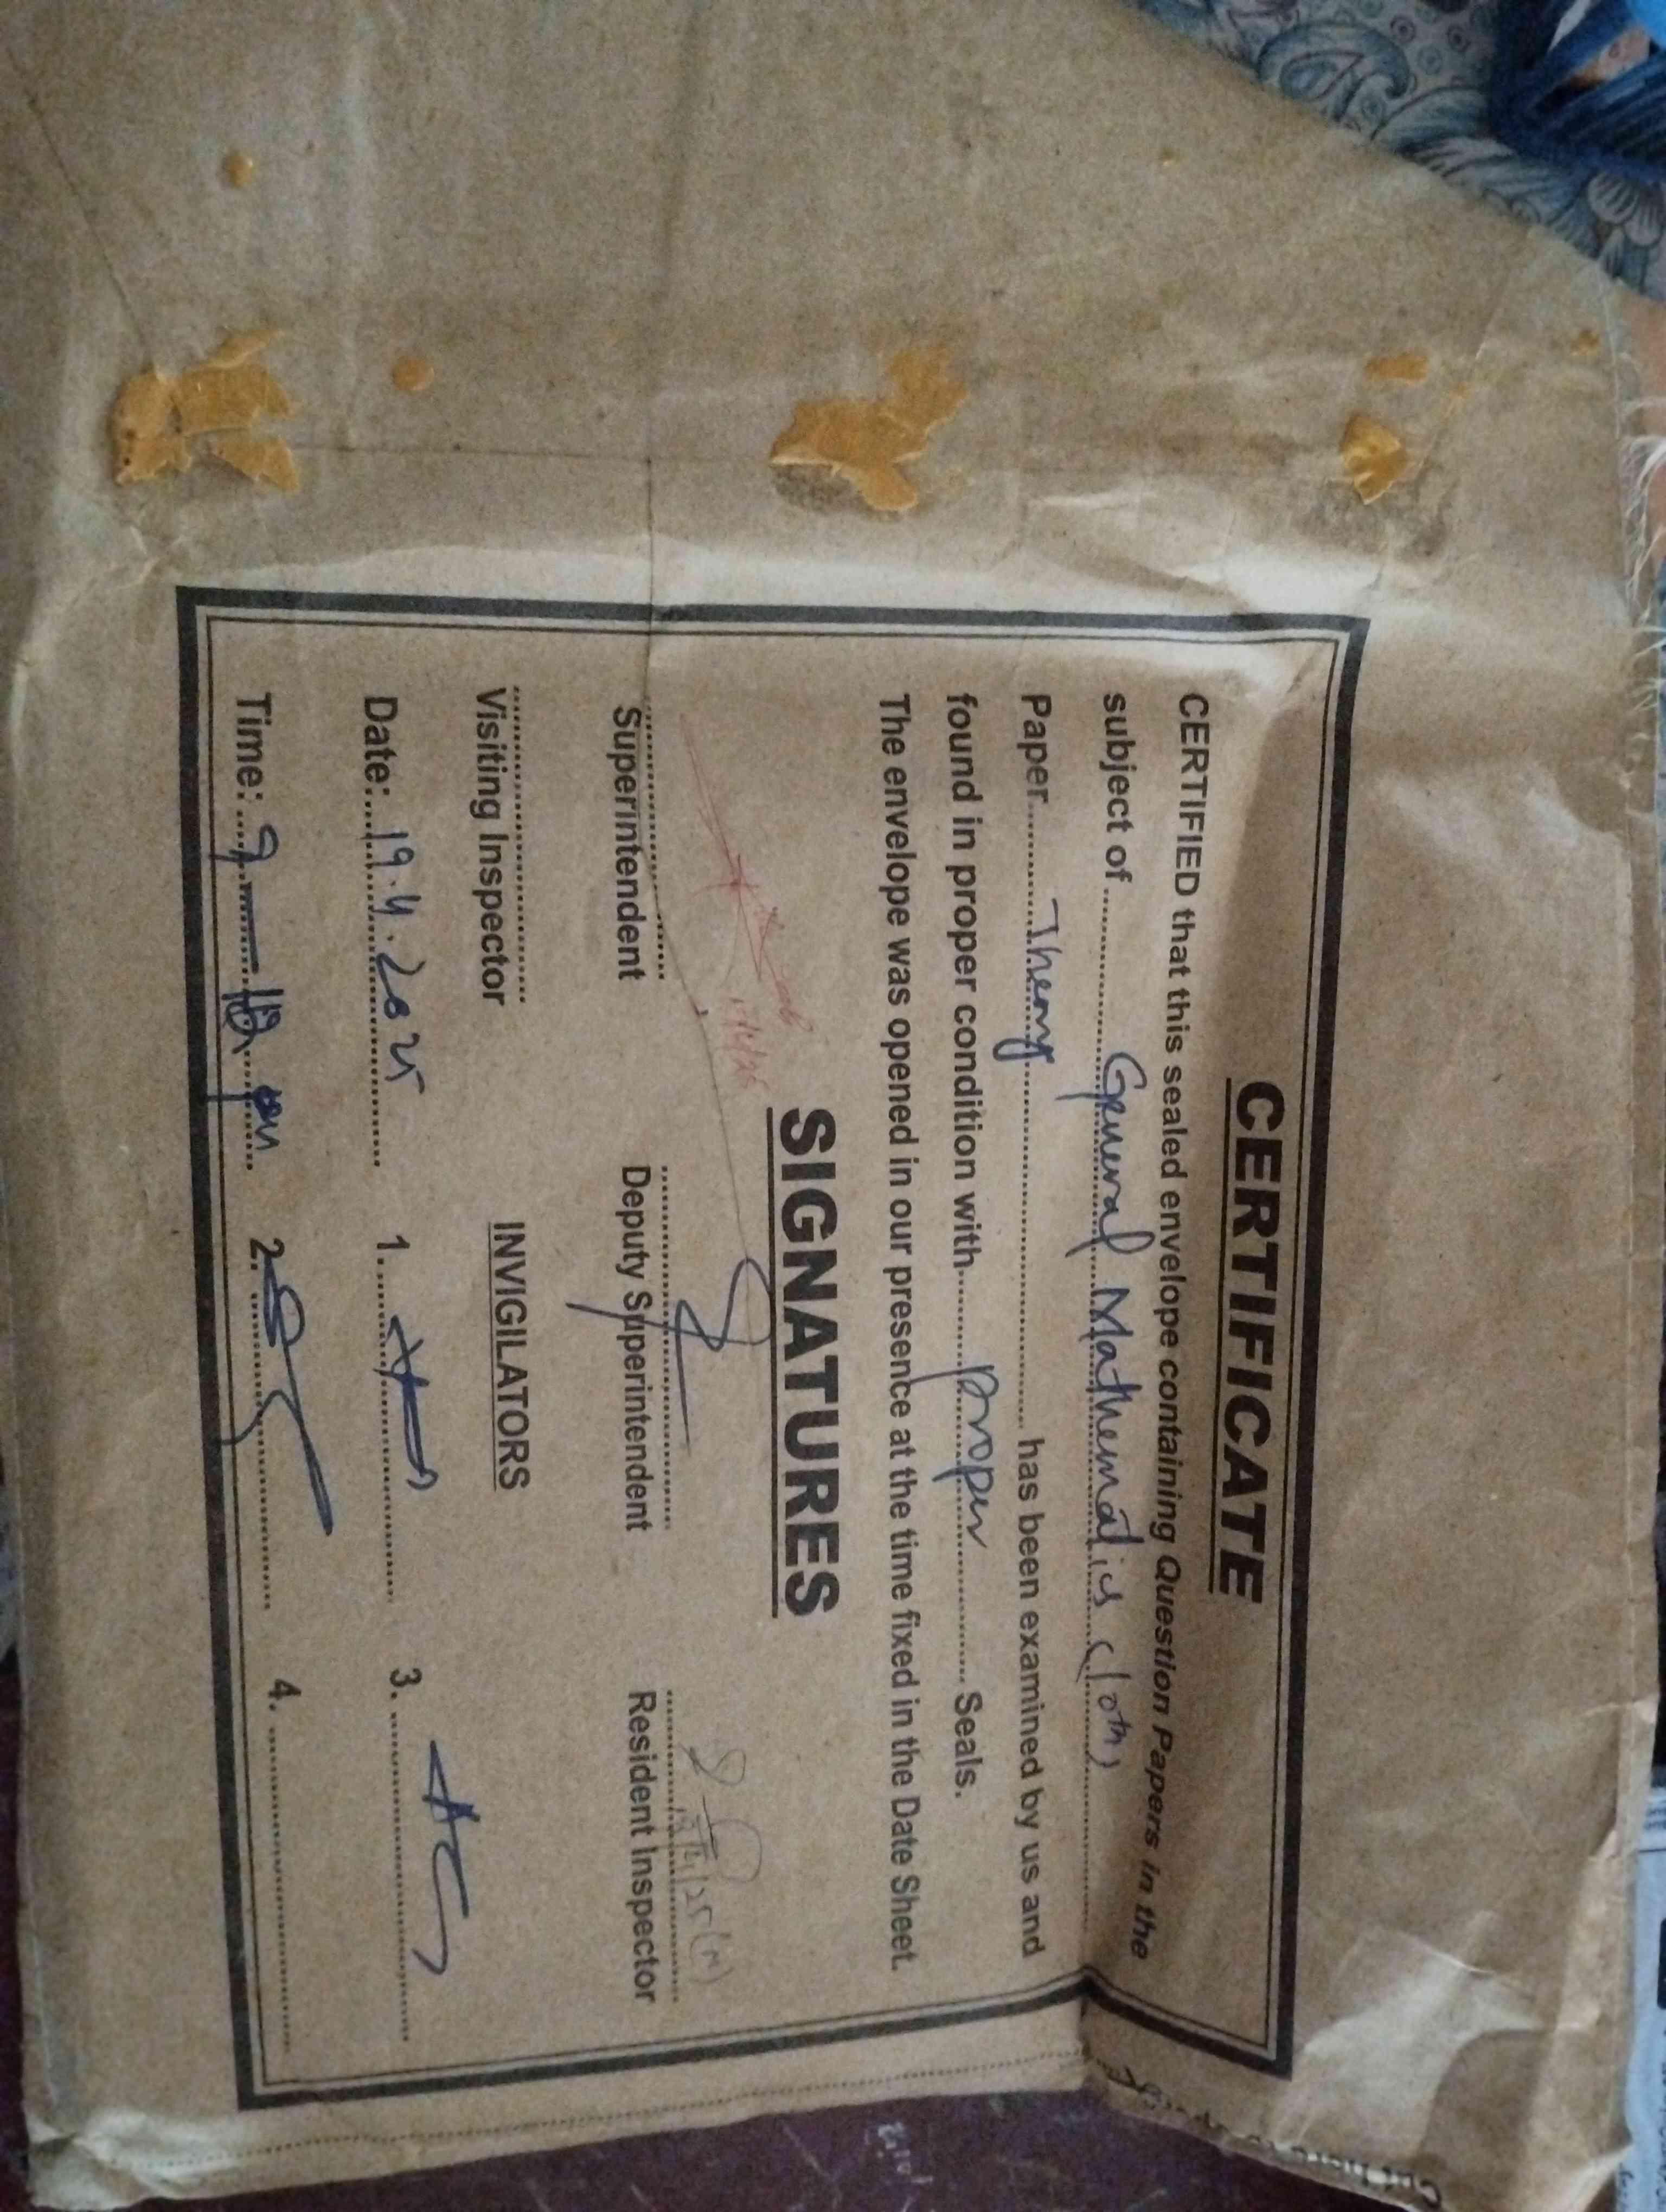 CERTIFICATE
CERTIFIED that this sealed envelope containing Question Papers in the
subject of General Mathematics (10th)
Paper Theory has been examined by us and
found in proper condition with proper Seals.
The envelope was opened in our presence at the time fixed in the Date Sheet.
SIGNATURES
Superintendent Deputy Superintendent Resident Inspector
Visiting Inspector INVIGILATORS
Date: 19.4.2025 1. 3.
Time: 9 2. 4.